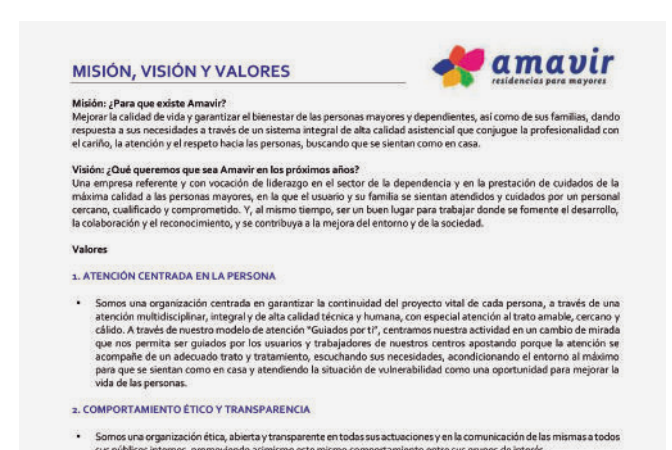 MISIÓN, VISIÓN Y VALORES
amavir
residencias para mayores
Misión: ¿Para que existe Amavir?
Mejorar la calidad de vida y garantizar el bienestar de las personas mayores y dependientes, así como de sus familias, dando
respuesta a sus necesidades a través de un sistema integral de alta calidad asistencial que conjugue la profesionalidad con
el cariño, la atención y el respeto hacia las personas, buscando que se sientan como en casa.
Visión: ¿Qué queremos que sea Amavir en los próximos años?
Una empresa referente y con vocación de liderazgo en el sector de la dependencia y en la prestación de cuidados de la
máxima calidad a las personas mayores, en la que el usuario y su familia se sientan atendidos y cuidados por un personal
cercano, cualificado y comprometido. Y, al mismo tiempo, ser un buen lugar para trabajar donde se fomente el desarrollo,
la colaboración y el reconocimiento, y se contribuya a la mejora del entorno y de la sociedad.
Valores
1. ATENCIÓN CENTRADA EN LA PERSONA
• Somos una organización centrada en garantizar la continuidad del proyecto vital de cada persona, a través de una
atención multidisciplinar, integral y de alta calidad técnica y humana, con especial atención al trato amable, cercano y
cálido. A través de nuestro modelo de atención "Guiados por ti", centramos nuestra actividad en un cambio de mirada
que nos permita ser guiados por los usuarios y trabajadores de nuestros centros apostando porque la atención se
acompañe de un adecuado trato y tratamiento, escuchando sus necesidades, acondicionando el entorno al máximo
para que se sientan como en casa y atendiendo la situación de vulnerabilidad como una oportunidad para mejorar la
vida de las personas.
2. COMPORTAMIENTO ÉTICO Y TRANSPARENCIA
• Somos una organización ética, abierta y transparente en todas sus actuaciones y en la comunicación de las mismas a todos
sus públicos internos, promoviendo asimismo este mismo comportamiento entre sus grupos de interés.